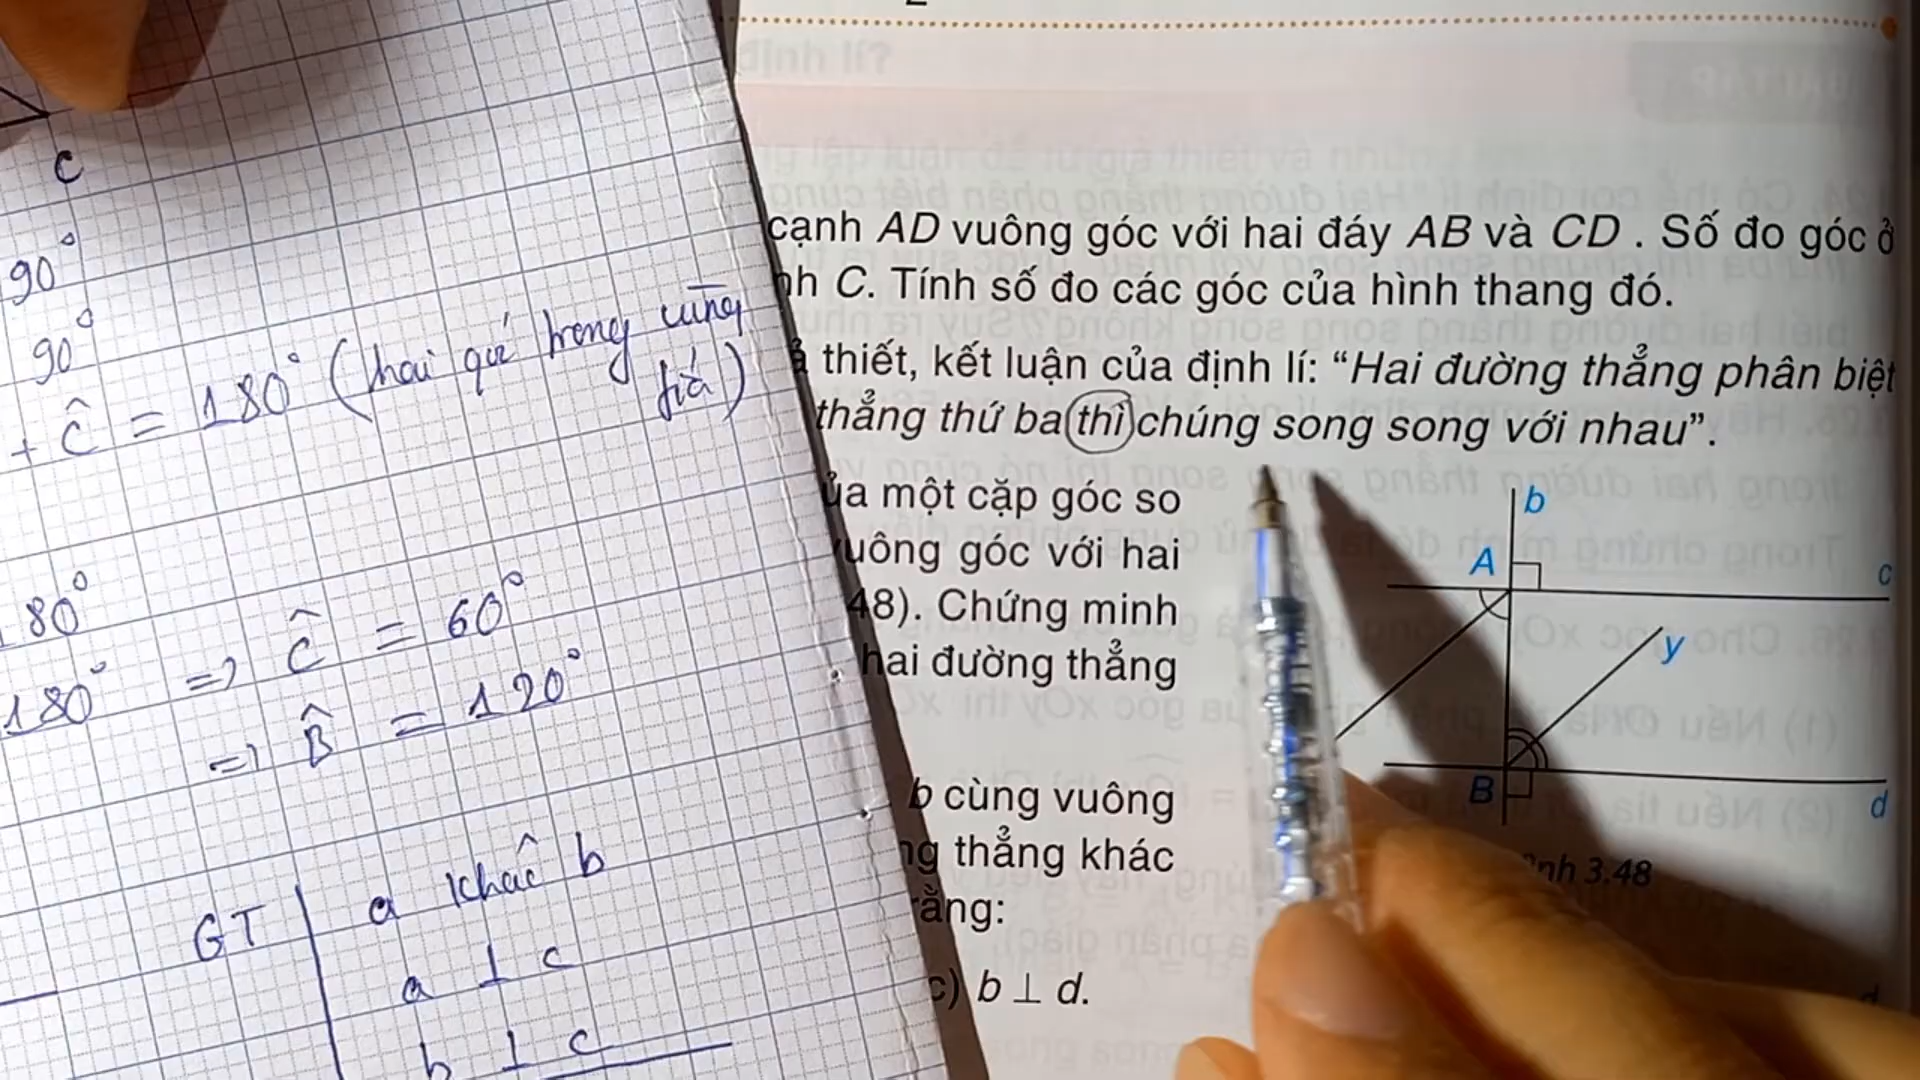 C
90°
90°
+ Ĉ = 180° (hai góc trong cùng
phía)
180°
180° => Ĉ = 60°
=> B̂ = 120°
GT a khác b
a ⊥ c
b ⊥ c
cạnh AD vuông góc với hai đáy AB và CD . Số đo góc ở
C. Tính số đo các góc của hình thang đó.
thiết, kết luận của định lí: “Hai đường thẳng phân biệt
thẳng thứ ba thì chúng song song với nhau”.
một cặp góc so
vuông góc với hai
48). Chứng minh
hai đường thẳng
b cùng vuông
thẳng khác
rằng:
c) b ⊥ d.
b
A
c
y
B
d
3.48